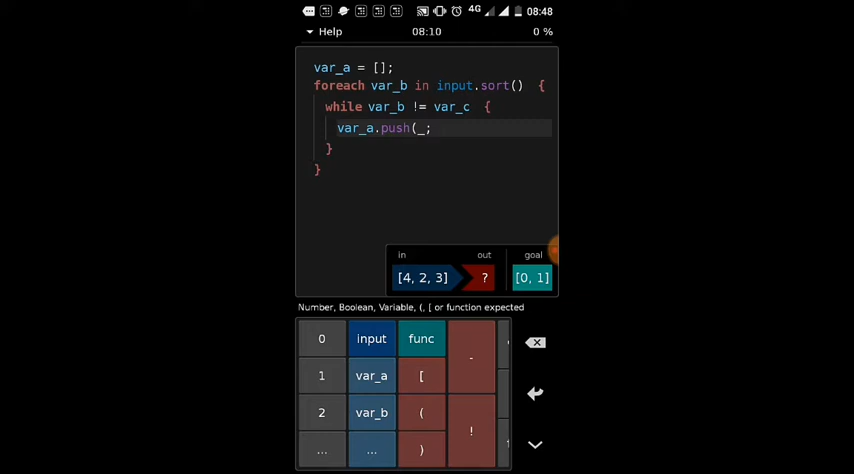 4G 08:48
Help 08:10 0 %
var_a = [];
foreach var_b in input.sort() {
while var_b != var_c {
var_a.push(_;
}
}
in out goal
[4, 2, 3] ? [0, 1]
Number, Boolean, Variable, (, [ or function expected
0 input func -
1 var_a [
2 var_b ( !
... ... )